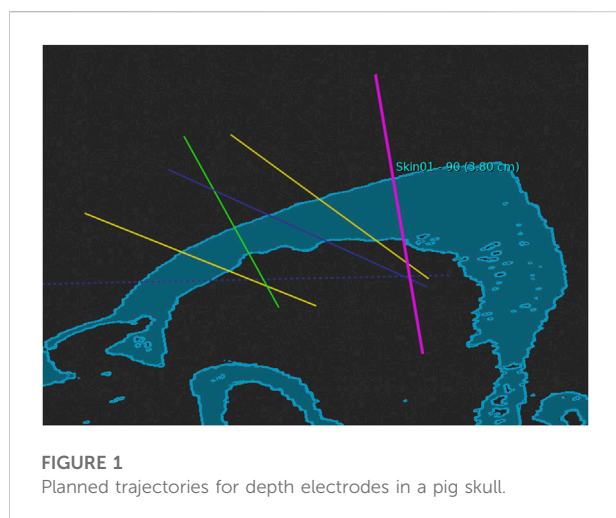 Skin01 - 90 (3.80 cm)
FIGURE 1
Planned trajectories for depth electrodes in a pig skull.